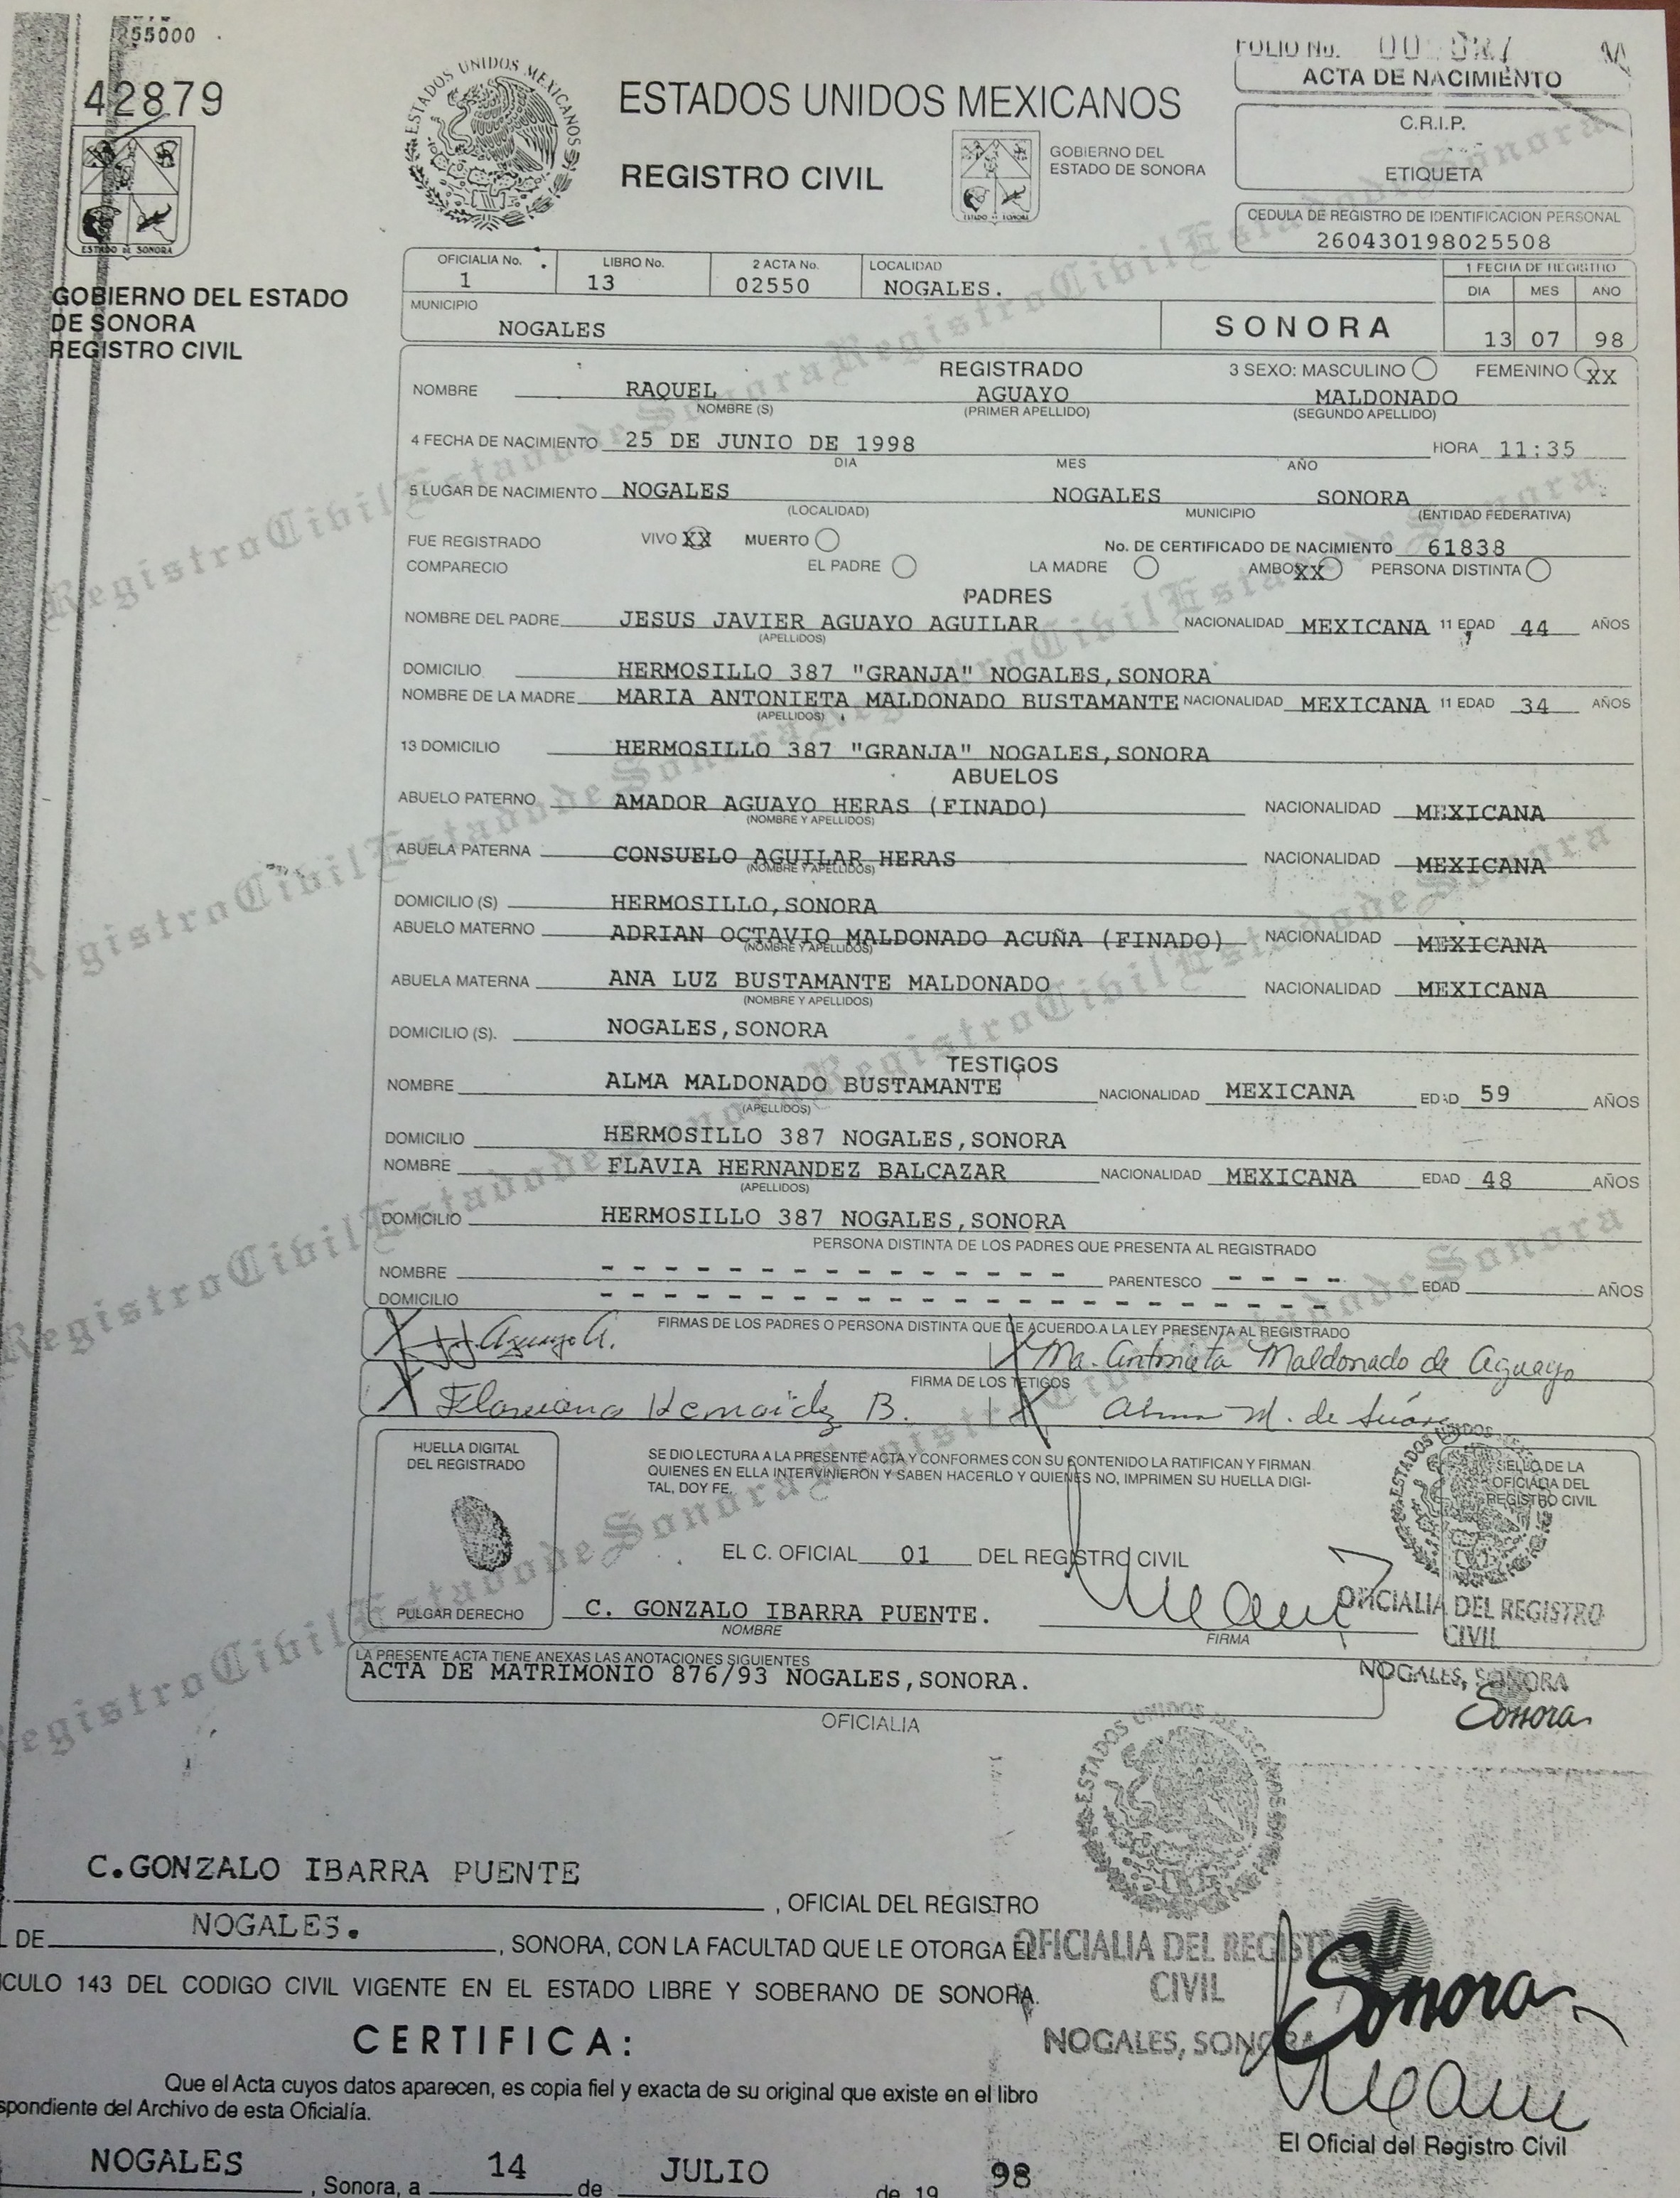 55000
42879
ESTADOS UNIDOS MEXICANOS
ESTADOS UNIDOS MEXICANOS
REGISTRO CIVIL
GOBIERNO DEL
ESTADO DE SONORA
ESTADO DE SONORA
FOLIO No.
ACTA DE NACIMIENTO
C.R.I.P.
ETIQUETA
CEDULA DE REGISTRO DE IDENTIFICACION PERSONAL
260430198025508
ESTADO DE SONORA
GOBIERNO DEL ESTADO
DE SONORA
REGISTRO CIVIL
OFICIALIA No. LIBRO No. 2 ACTA No. LOCALIDAD 1 FECHA DE REGISTRO
1 13 02550 NOGALES. DIA MES AÑO
MUNICIPIO NOGALES SONORA 13 07 98
REGISTRADO 3 SEXO: MASCULINO FEMENINO XX
NOMBRE RAQUEL AGUAYO MALDONADO
NOMBRE (S) (PRIMER APELLIDO) (SEGUNDO APELLIDO)
4 FECHA DE NACIMIENTO 25 DE JUNIO DE 1998 HORA 11:35
DIA MES AÑO
5 LUGAR DE NACIMIENTO NOGALES NOGALES SONORA
(LOCALIDAD) MUNICIPIO (ENTIDAD FEDERATIVA)
FUE REGISTRADO VIVO XX MUERTO No. DE CERTIFICADO DE NACIMIENTO 61838
COMPARECIO EL PADRE LA MADRE AMBOS XX PERSONA DISTINTA
PADRES
NOMBRE DEL PADRE JESUS JAVIER AGUAYO AGUILAR NACIONALIDAD MEXICANA 11 EDAD 44 AÑOS
(APELLIDOS)
DOMICILIO HERMOSILLO 387 "GRANJA" NOGALES,SONORA
NOMBRE DE LA MADRE MARIA ANTONIETA MALDONADO BUSTAMANTE NACIONALIDAD MEXICANA 11 EDAD 34 AÑOS
(APELLIDOS)
13 DOMICILIO HERMOSILLO 387 "GRANJA" NOGALES,SONORA
ABUELOS
ABUELO PATERNO AMADOR AGUAYO HERAS (FINADO) NACIONALIDAD MEXICANA
(NOMBRE Y APELLIDOS)
ABUELA PATERNA CONSUELO AGUILAR HERAS NACIONALIDAD MEXICANA
(NOMBRE Y APELLIDOS)
DOMICILIO (S) HERMOSILLO,SONORA
ABUELO MATERNO ADRIAN OCTAVIO MALDONADO ACUÑA (FINADO) NACIONALIDAD MEXICANA
(NOMBRE Y APELLIDOS)
ABUELA MATERNA ANA LUZ BUSTAMANTE MALDONADO NACIONALIDAD MEXICANA
(NOMBRE Y APELLIDOS)
DOMICILIO (S). NOGALES,SONORA
TESTIGOS
NOMBRE ALMA MALDONADO BUSTAMANTE NACIONALIDAD MEXICANA EDAD 59 AÑOS
(APELLIDOS)
DOMICILIO HERMOSILLO 387 NOGALES,SONORA
NOMBRE FLAVIA HERNANDEZ BALCAZAR NACIONALIDAD MEXICANA EDAD 48 AÑOS
(APELLIDOS)
DOMICILIO HERMOSILLO 387 NOGALES,SONORA
PERSONA DISTINTA DE LOS PADRES QUE PRESENTA AL REGISTRADO
NOMBRE - - - - - - - - - - - - - - - PARENTESCO - - - - EDAD AÑOS
DOMICILIO - - - - - - - - - - - - - - - - - - - - - - - -
FIRMAS DE LOS PADRES O PERSONA DISTINTA QUE DE ACUERDO A LA LEY PRESENTA AL REGISTRADO
Ma. Antonieta Maldonado de Aguayo
FIRMA DE LOS TETIGOS
B. Alma M. de
HUELLA DIGITAL
DEL REGISTRADO
SE DIO LECTURA A LA PRESENTE ACTA Y CONFORMES CON SU CONTENIDO LA RATIFICAN Y FIRMAN
QUIENES EN ELLA INTERVINIERON Y SABEN HACERLO Y QUIENES NO, IMPRIMEN SU HUELLA DIGI-
TAL, DOY FE.
SELLO DE LA
OFICIALIA DEL
REGISTRO CIVIL
EL C. OFICIAL 01 DEL REGISTRO CIVIL
PULGAR DERECHO C. GONZALO IBARRA PUENTE.
NOMBRE FIRMA
OFICIALIA DEL REGISTRO
CIVIL
NOGALES, SONORA
Sonora
LA PRESENTE ACTA TIENE ANEXAS LAS ANOTACIONES SIGUIENTES
ACTA DE MATRIMONIO 876/93 NOGALES,SONORA.
OFICIALIA
C.GONZALO IBARRA PUENTE
, OFICIAL DEL REGISTRO
DE NOGALES. , SONORA, CON LA FACULTAD QUE LE OTORGA EL
CULO 143 DEL CODIGO CIVIL VIGENTE EN EL ESTADO LIBRE Y SOBERANO DE SONORA.
OFICIALIA DEL REGISTRO
CIVIL
NOGALES, SONORA
Sonora
CERTIFICA:
Que el Acta cuyos datos aparecen, es copia fiel y exacta de su original que existe en el libro
spondiente del Archivo de esta Oficialía.
El Oficial del Registro Civil
NOGALES , Sonora, a 14 de JULIO de 19 98